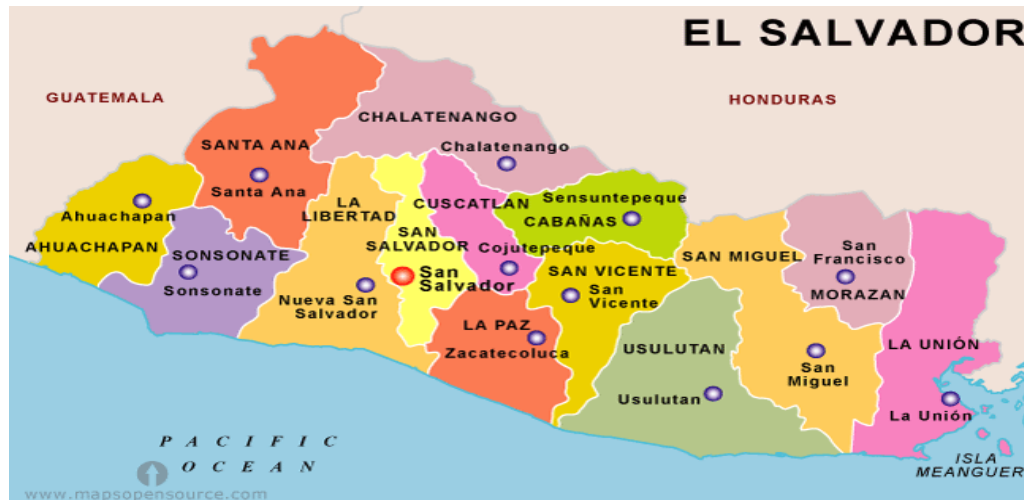 EL SALVADOR
GUATEMALA
HONDURAS
CHALATENANGO
Chalatenango
SANTA ANA
Santa Ana
Ahuachapan
AHUACHAPAN
SONSONATE
Sonsonate
LA
LIBERTAD
Nueva San
Salvador
SAN
SALVADOR
San
Salvador
CUSCATLAN
Cojutepeque
Sensuntepeque
CABAÑAS
SAN VICENTE
San
Vicente
LA PAZ
Zacatecoluca
USULUTAN
Usulutan
SAN MIGUEL
San
Miguel
San
Francisco
MORAZAN
LA UNIÓN
La Unión
ISLA
MEANGUER
PACIFIC
OCEAN
www.mapsopensource.com